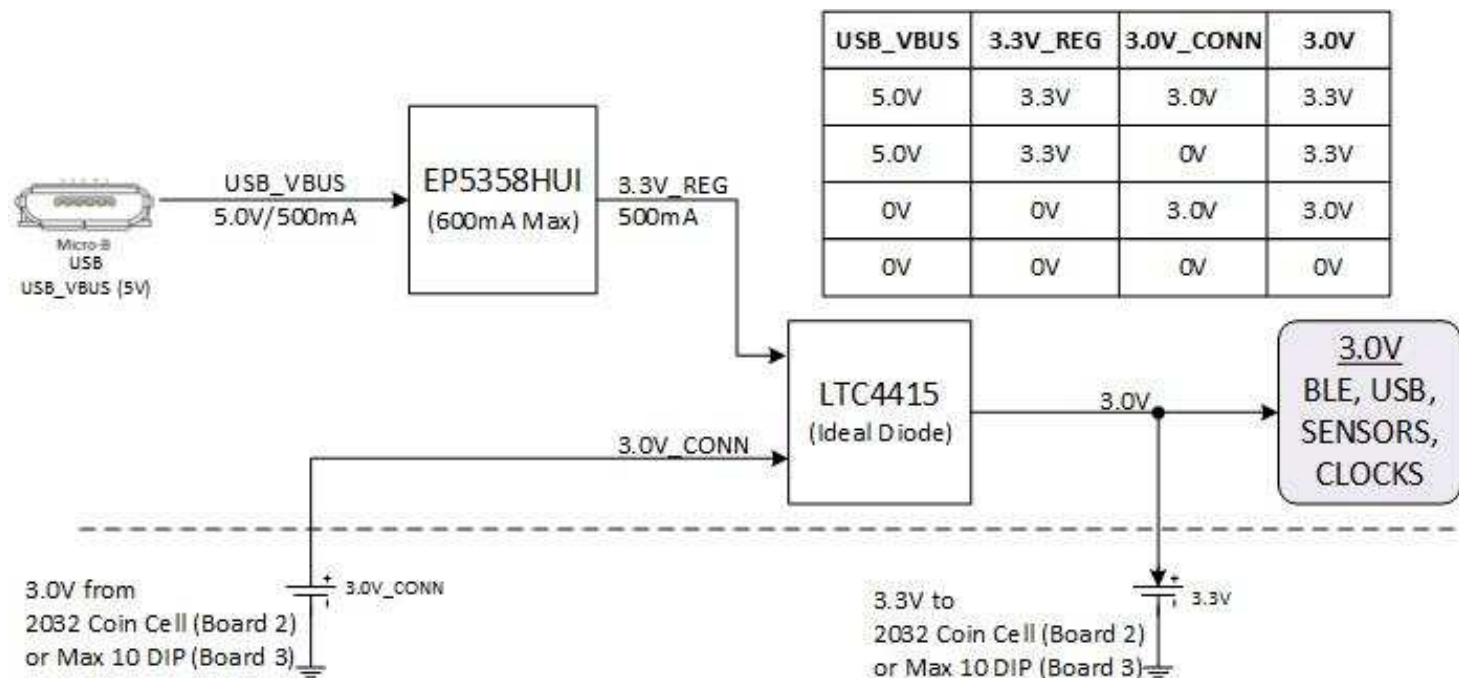 USB_VBUS 3.3V_REG 3.0V_CONN 3.0V
5.0V 3.3V 3.0V 3.3V
5.0V 3.3V 0V 3.3V
0V 0V 3.0V 3.0V
0V 0V 0V 0V
Micro-B
USB
USB_VBUS (5V)
USB_VBUS
5.0V/500mA
EP5358HUI
(600mA Max)
3.3V_REG
500mA
LTC4415
(Ideal Diode)
3.0V_CONN
3.0V
3.0V
BLE, USB,
SENSORS,
CLOCKS
3.0V from
2032 Coin Cell (Board 2)
or Max 10 DIP (Board 3)
+
3.0V_CONN
3.3V to
2032 Coin Cell (Board 2)
or Max 10 DIP (Board 3)
+
3.3V